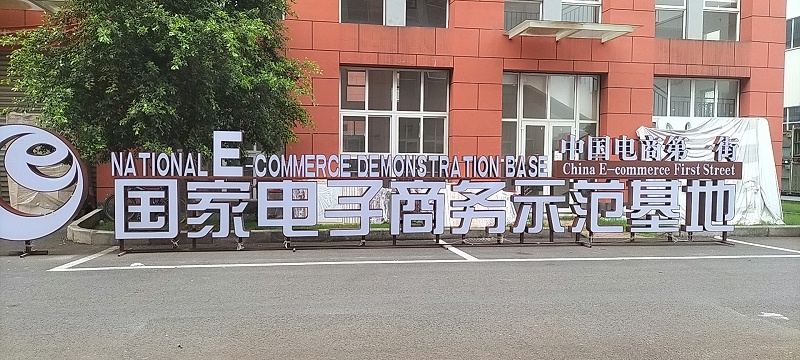 NATIONAL E-COMMERCE DEMONSTRATION BASE
中国电商第一街
China E-commerce First Street
国家电子商务示范基地